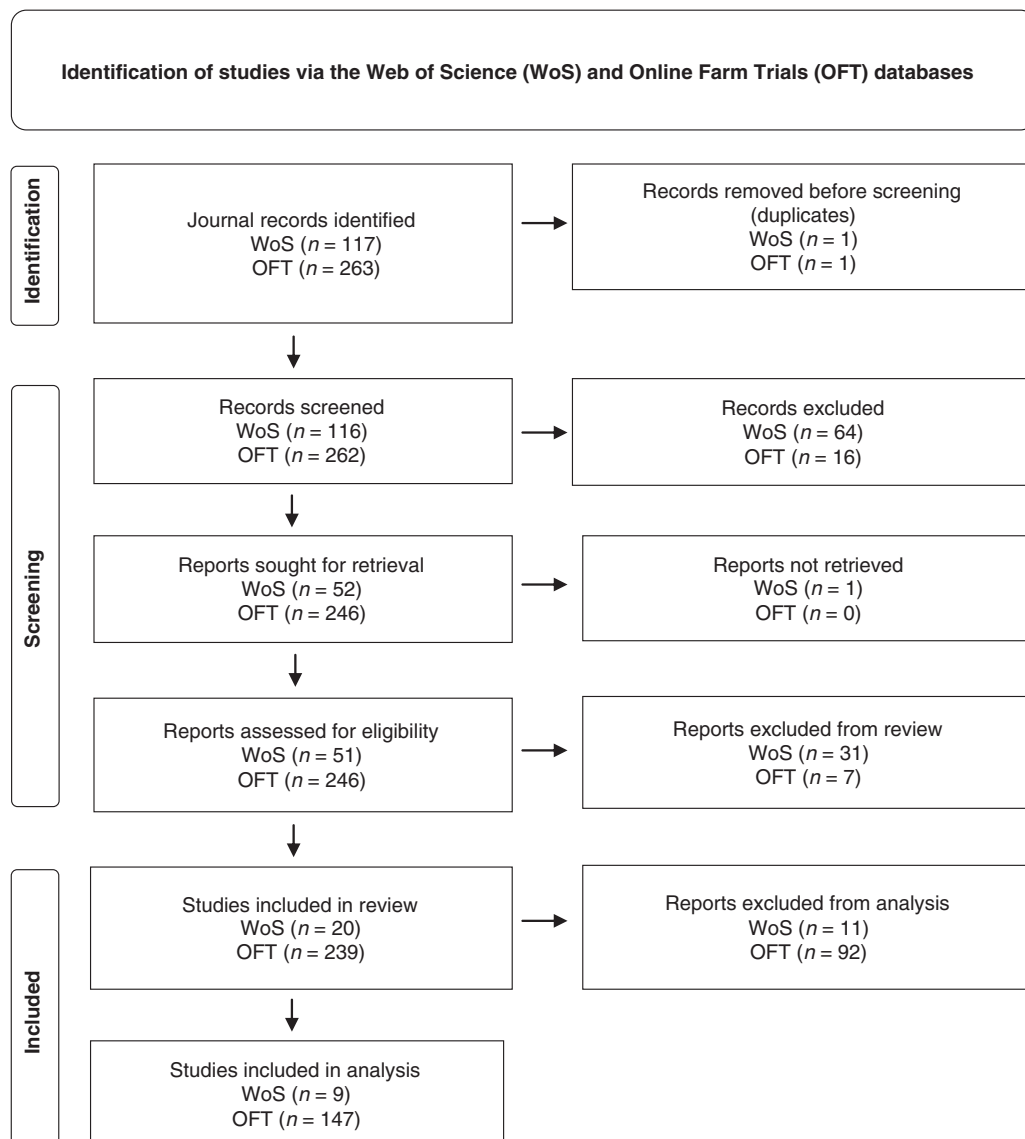 Identification of studies via the Web of Science (WoS) and Online Farm Trials (OFT) databases
Identification
Journal records identified
WoS (n = 117)
OFT (n = 263)
Records removed before screening
(duplicates)
WoS (n = 1)
OFT (n = 1)
Screening
Records screened
WoS (n = 116)
OFT (n = 262)
Records excluded
WoS (n = 64)
OFT (n = 16)
Reports sought for retrieval
WoS (n = 52)
OFT (n = 246)
Reports not retrieved
WoS (n = 1)
OFT (n = 0)
Reports assessed for eligibility
WoS (n = 51)
OFT (n = 246)
Reports excluded from review
WoS (n = 31)
OFT (n = 7)
Included
Studies included in review
WoS (n = 20)
OFT (n = 239)
Reports excluded from analysis
WoS (n = 11)
OFT (n = 92)
Studies included in analysis
WoS (n = 9)
OFT (n = 147)